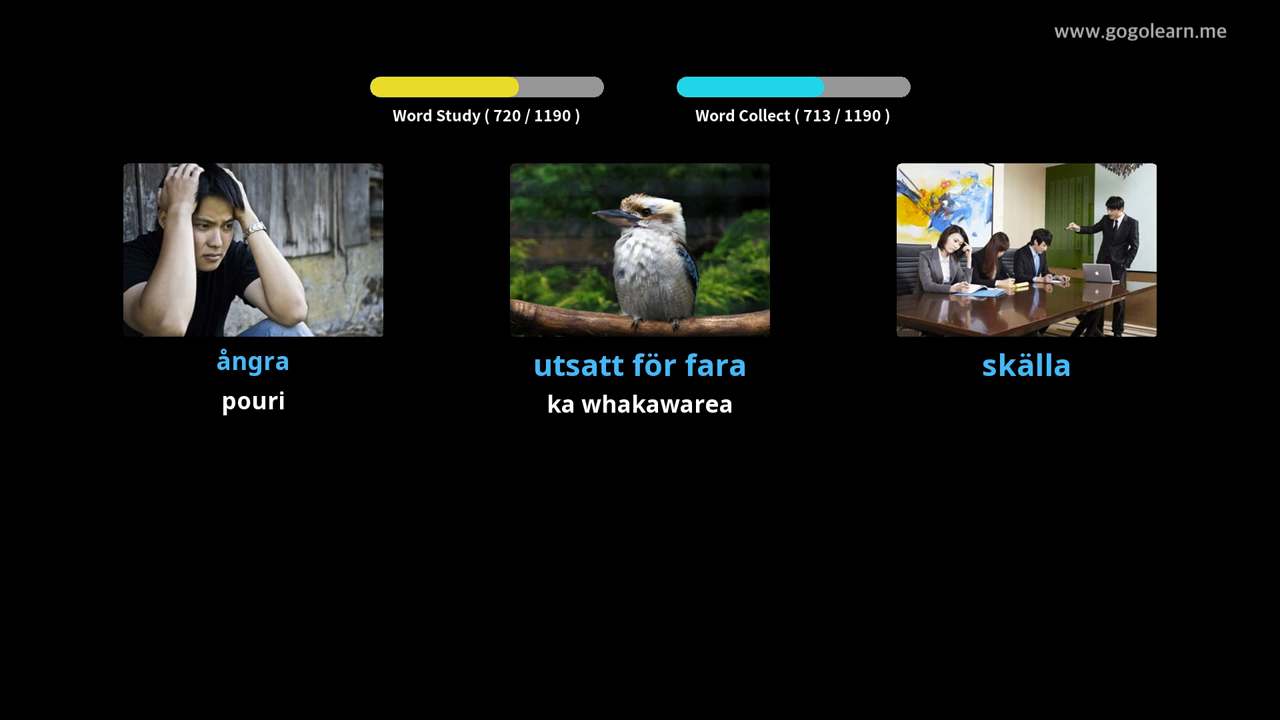 www.gogolearn.me
Word Study ( 720 / 1190 )
Word Collect ( 713 / 1190 )
ångra
pouri
utsatt för fara
ka whakawarea
skälla